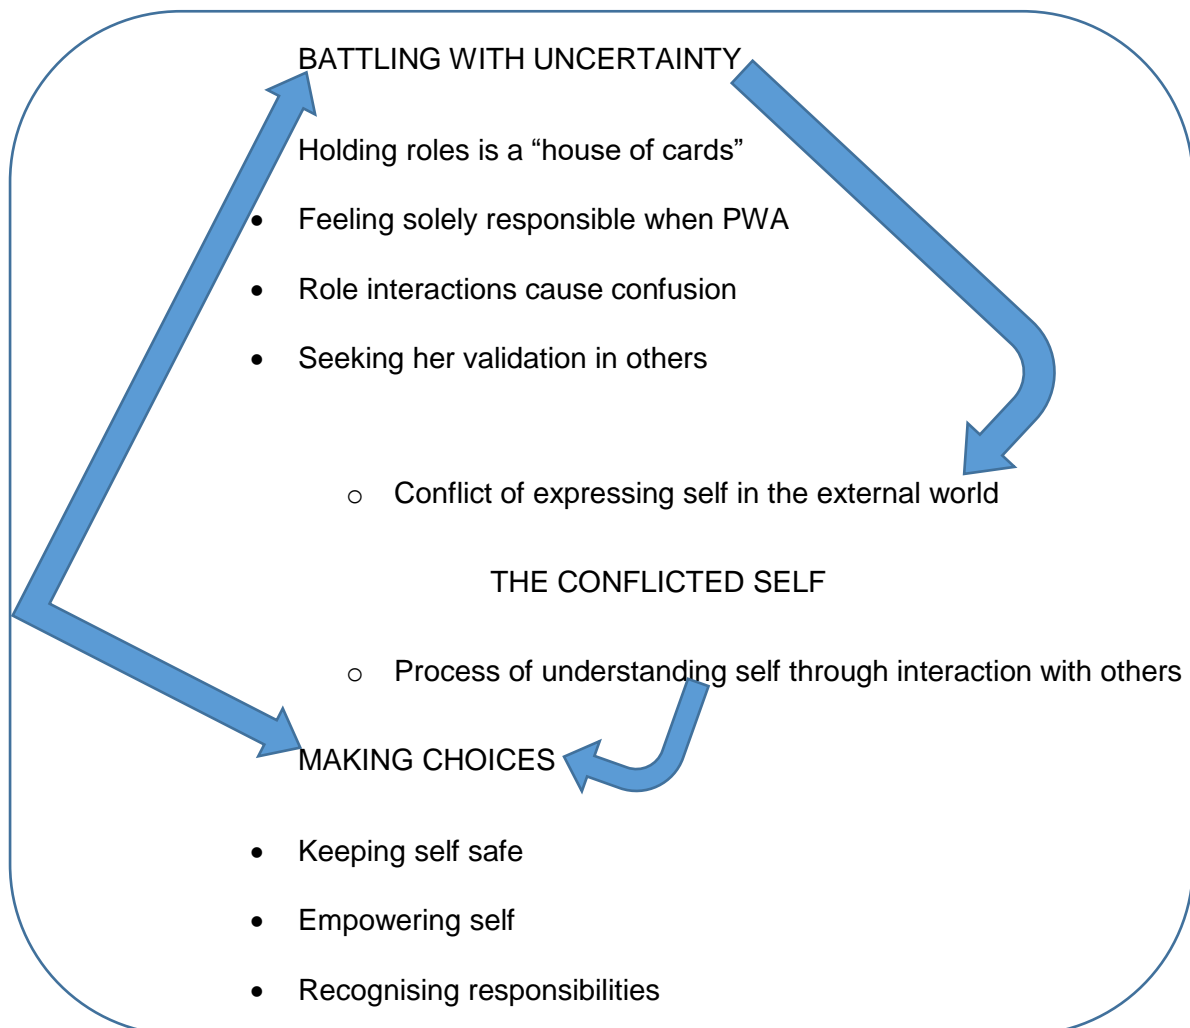 BATTLING WITH UNCERTAINTY
Holding roles is a “house of cards”
• Feeling solely responsible when PWA
• Role interactions cause confusion
• Seeking her validation in others
o Conflict of expressing self in the external world
THE CONFLICTED SELF
o Process of understanding self through interaction with others
MAKING CHOICES
• Keeping self safe
• Empowering self
• Recognising responsibilities